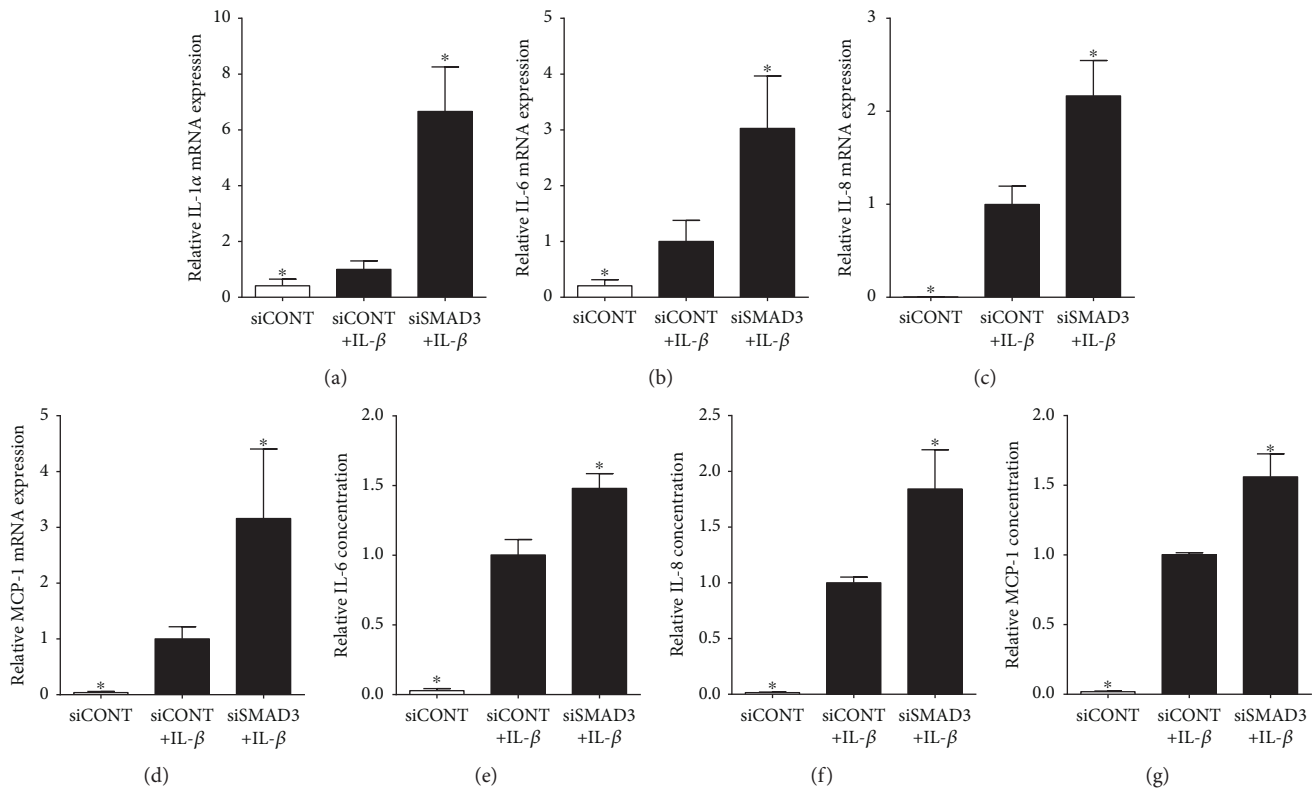 Relative IL-1α mRNA expression
10
8
6
4
2
0
*
*
siCONT
siCONT
+IL-β
siSMAD3
+IL-β
(a)
Relative IL-6 mRNA expression
5
4
3
2
1
0
*
*
siCONT
siCONT
+IL-β
siSMAD3
+IL-β
(b)
Relative IL-8 mRNA expression
3
2
1
0
*
*
siCONT
siCONT
+IL-β
siSMAD3
+IL-β
(c)
Relative MCP-1 mRNA expression
5
4
3
2
1
0
*
*
siCONT
siCONT
+IL-β
siSMAD3
+IL-β
(d)
Relative IL-6 concentration
2.0
1.5
1.0
0.5
0.0
*
*
siCONT
siCONT
+IL-β
siSMAD3
+IL-β
(e)
Relative IL-8 concentration
2.5
2.0
1.5
1.0
0.5
0.0
*
*
siCONT
siCONT
+IL-β
siSMAD3
+IL-β
(f)
Relative MCP-1 concentration
2.0
1.5
1.0
0.5
0.0
*
*
siCONT
siCONT
+IL-β
siSMAD3
+IL-β
(g)